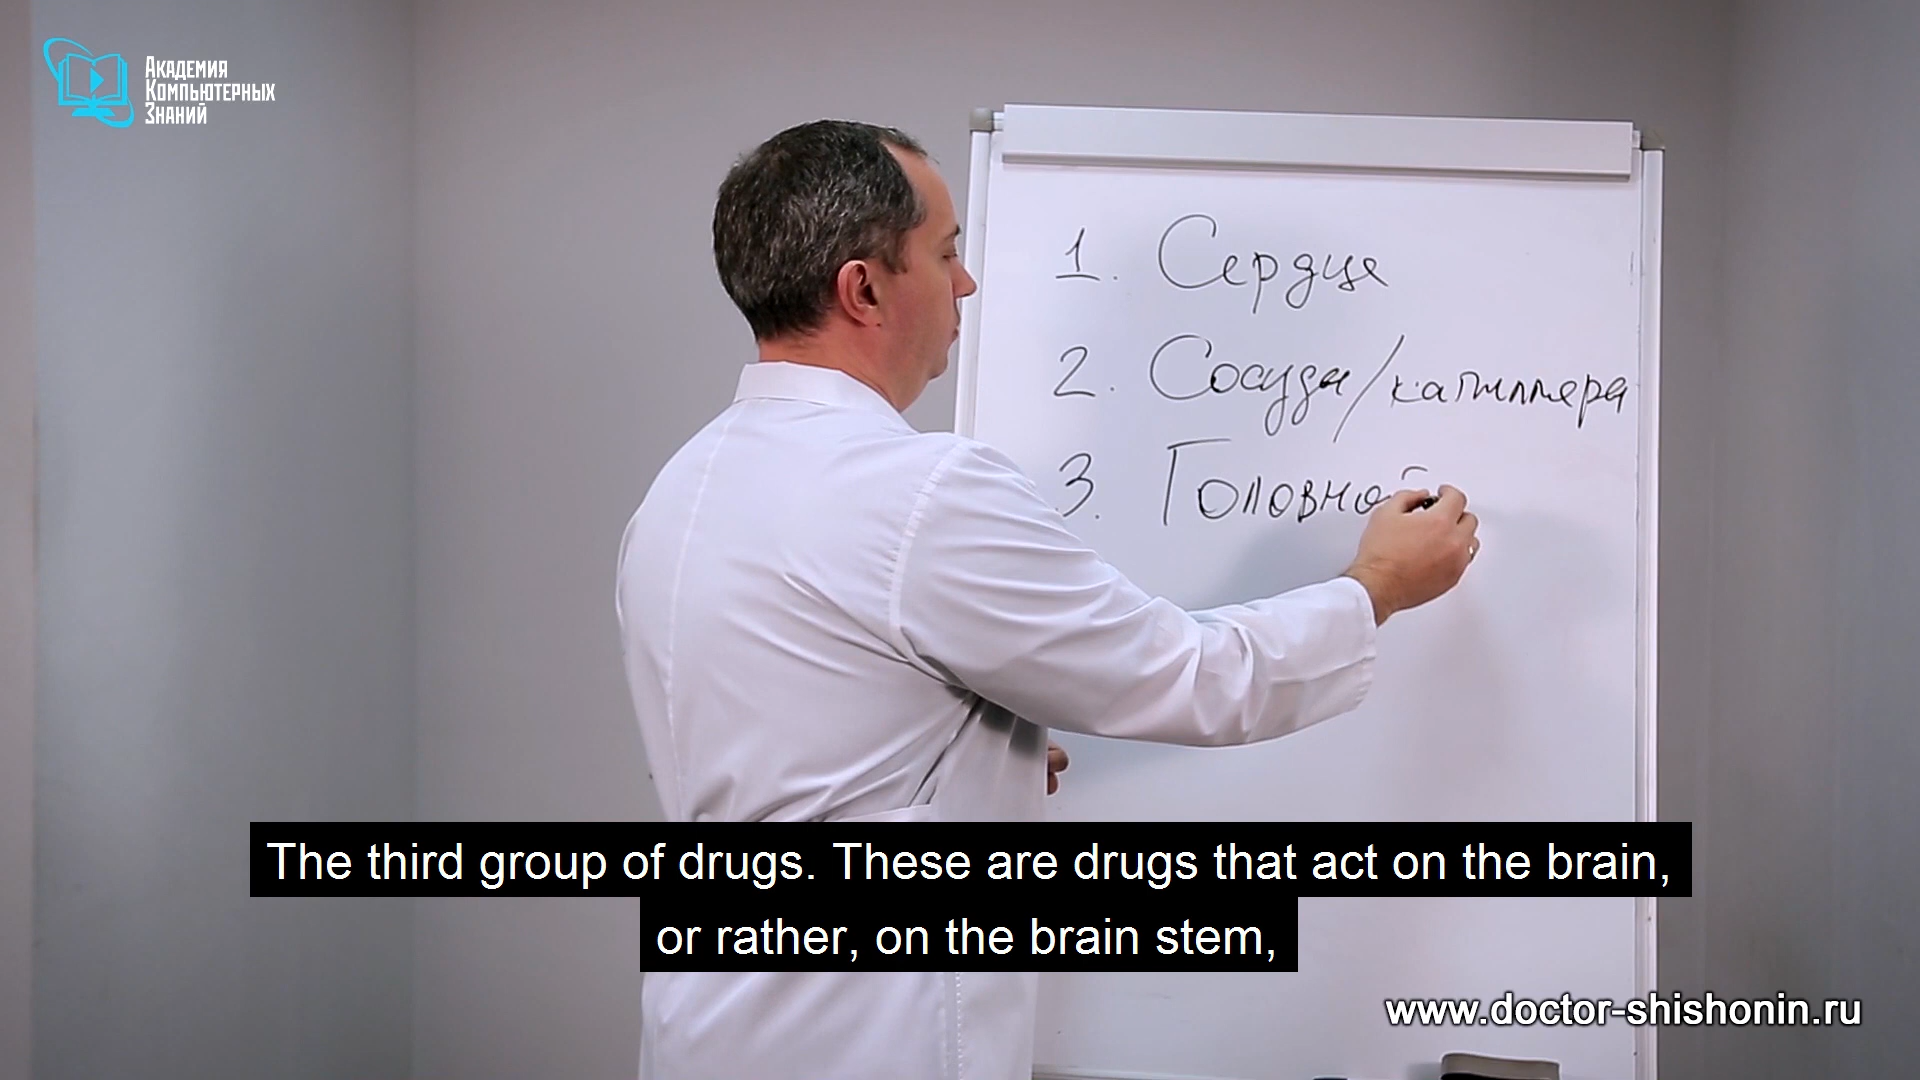 Академия
Компьютерных
Знаний
1. Сердце
2. Сосуды/капилляры
3. Головной
The third group of drugs. These are drugs that act on the brain,
or rather, on the brain stem,
www.doctor-shishonin.ru